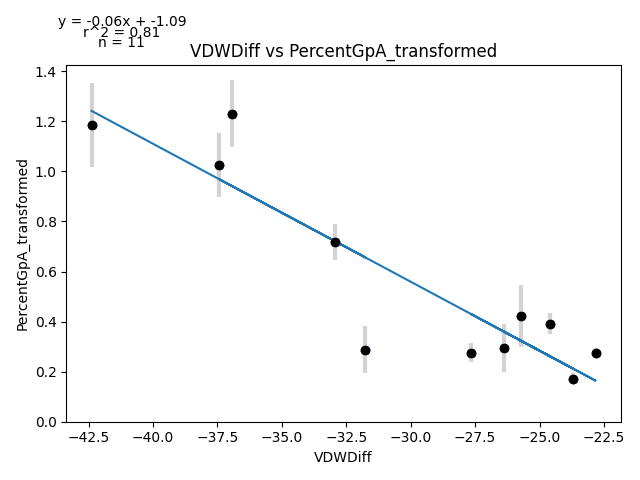 y = -0.06x + -1.09
r^2 = 0.81
n = 11
VDWDiff vs PercentGpA_transformed
1.4
1.2
1.0
0.8
0.6
0.4
0.2
0.0
PercentGpA_transformed
−42.5 −40.0 −37.5 −35.0 −32.5 −30.0 −27.5 −25.0 −22.5
VDWDiff